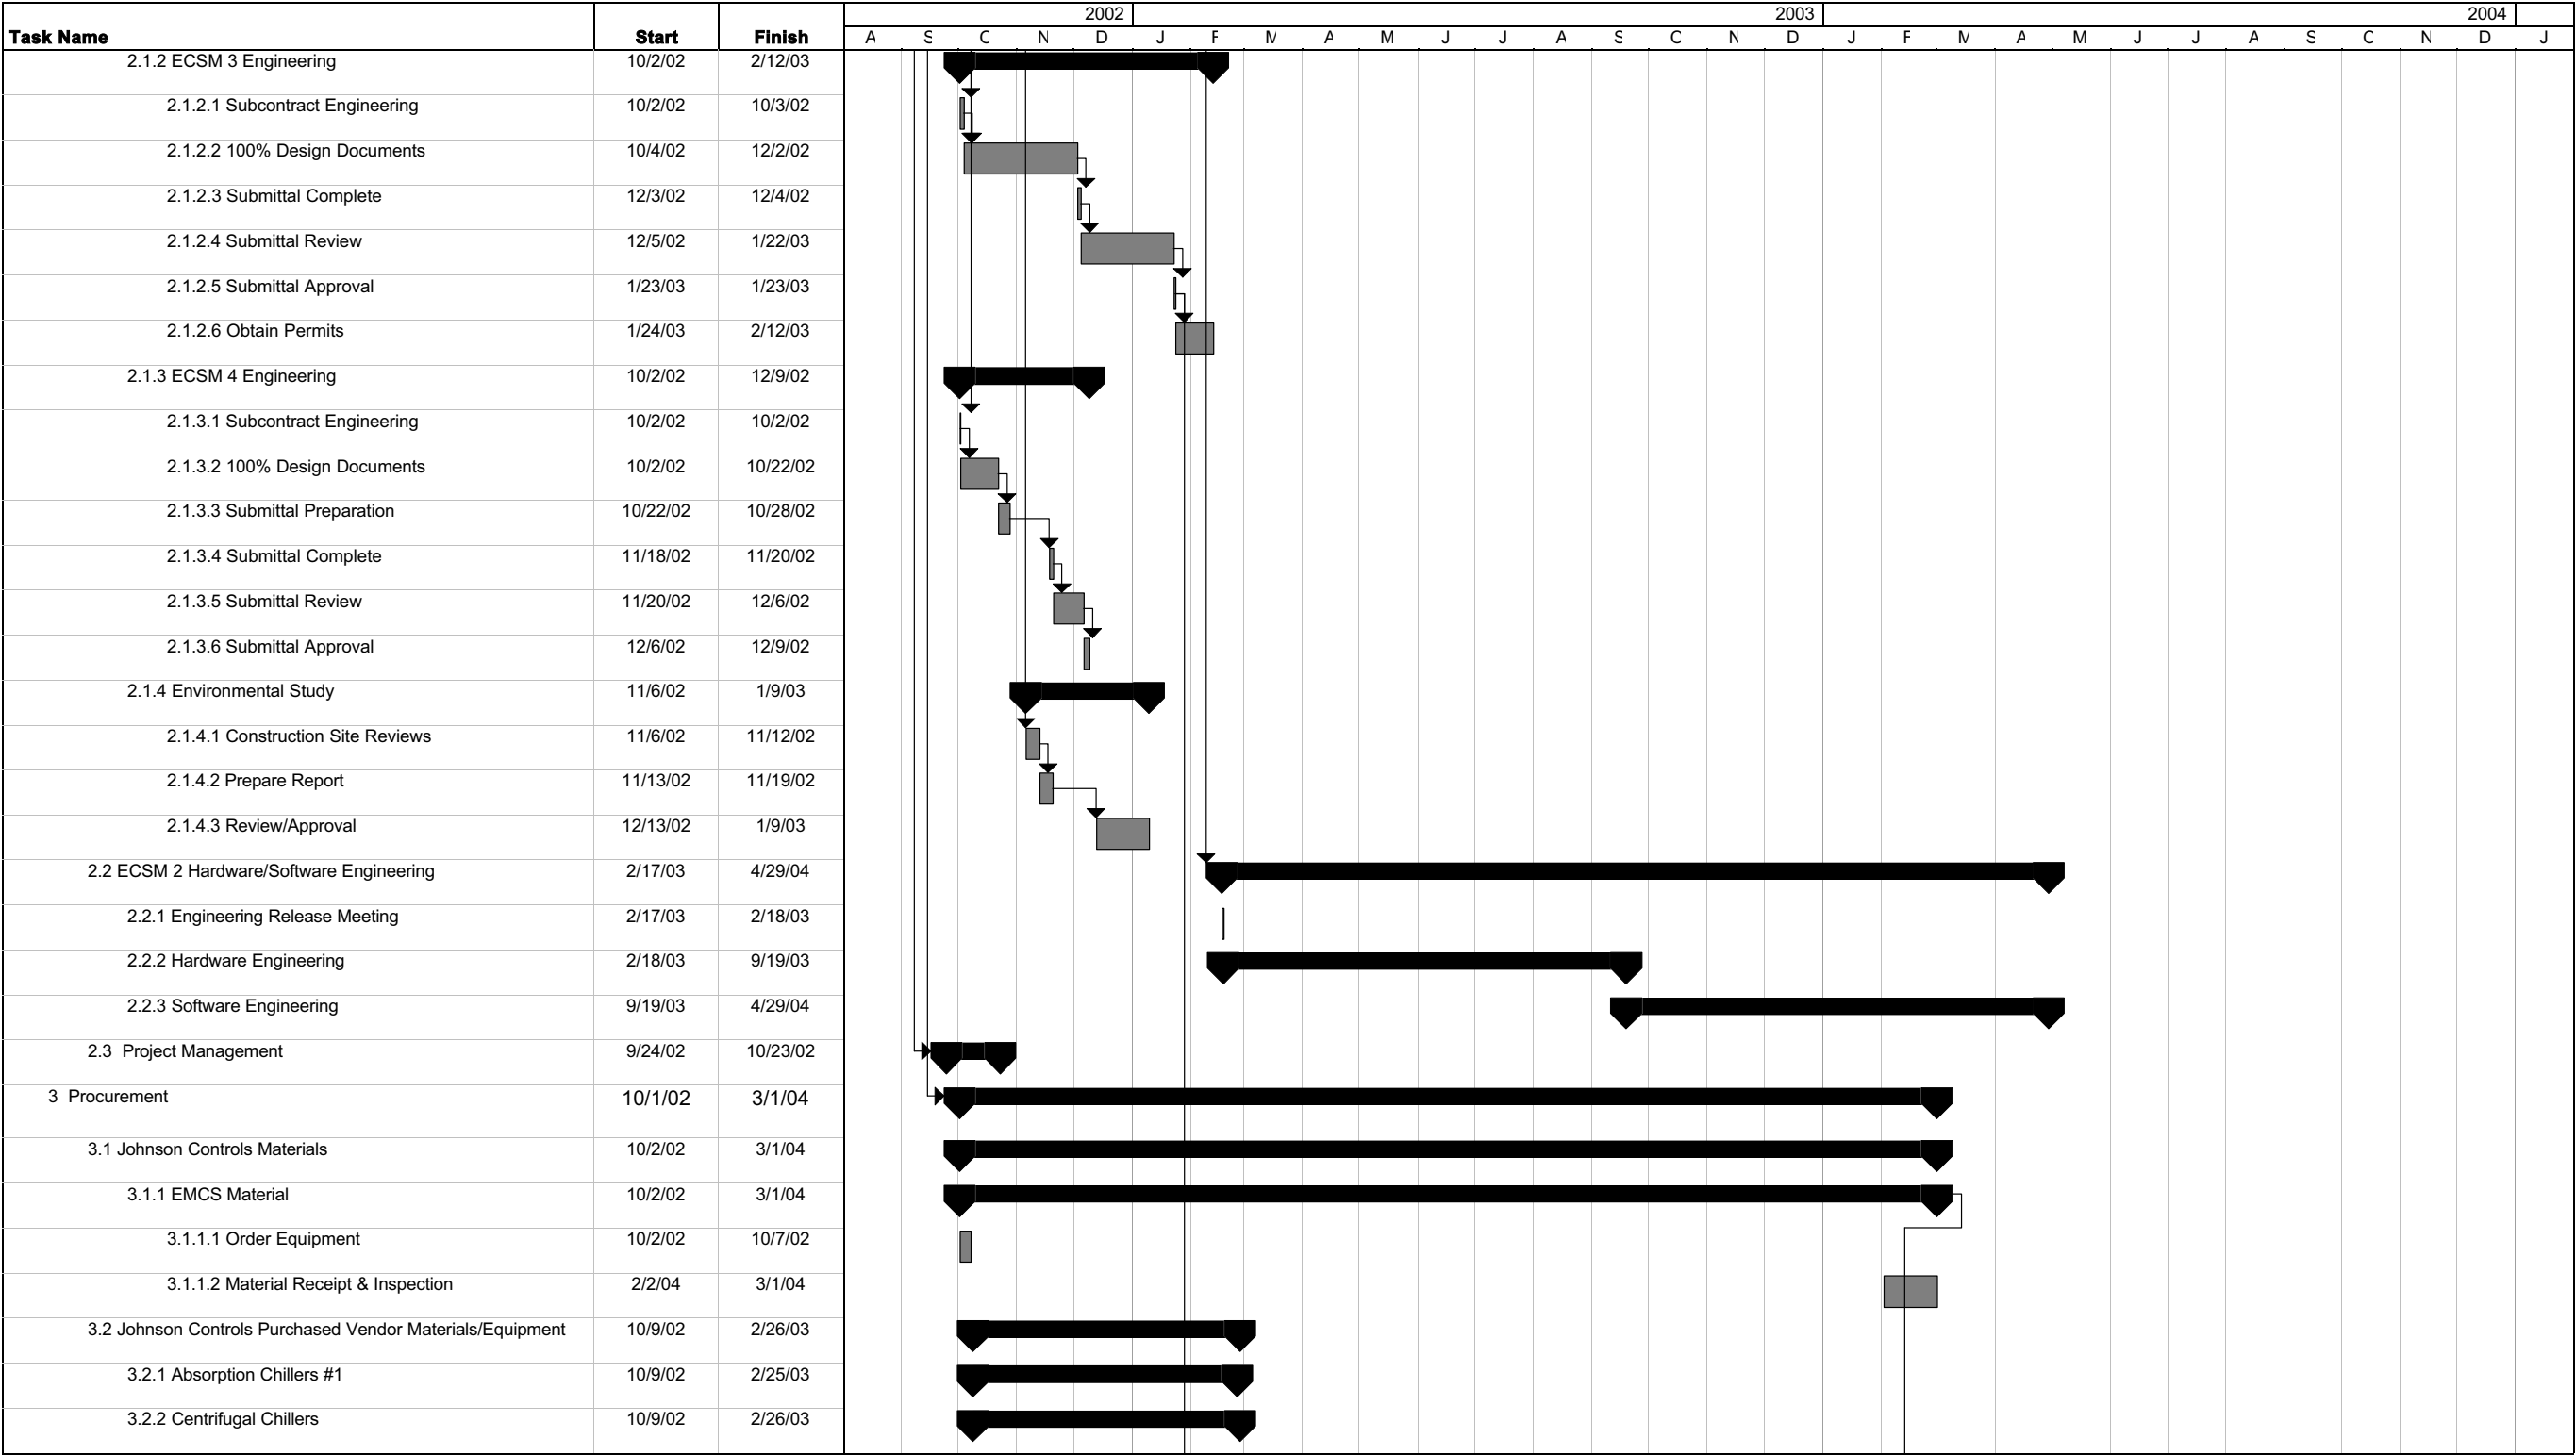 2002 2003 2004
Task Name Start Finish A S O N D J F M A M J J A S O N D J F M A M J J A S O N D J
2.1.2 ECSM 3 Engineering 10/2/02 2/12/03
2.1.2.1 Subcontract Engineering 10/2/02 10/3/02
2.1.2.2 100% Design Documents 10/4/02 12/2/02
2.1.2.3 Submittal Complete 12/3/02 12/4/02
2.1.2.4 Submittal Review 12/5/02 1/22/03
2.1.2.5 Submittal Approval 1/23/03 1/23/03
2.1.2.6 Obtain Permits 1/24/03 2/12/03
2.1.3 ECSM 4 Engineering 10/2/02 12/9/02
2.1.3.1 Subcontract Engineering 10/2/02 10/2/02
2.1.3.2 100% Design Documents 10/2/02 10/22/02
2.1.3.3 Submittal Preparation 10/22/02 10/28/02
2.1.3.4 Submittal Complete 11/18/02 11/20/02
2.1.3.5 Submittal Review 11/20/02 12/6/02
2.1.3.6 Submittal Approval 12/6/02 12/9/02
2.1.4 Environmental Study 11/6/02 1/9/03
2.1.4.1 Construction Site Reviews 11/6/02 11/12/02
2.1.4.2 Prepare Report 11/13/02 11/19/02
2.1.4.3 Review/Approval 12/13/02 1/9/03
2.2 ECSM 2 Hardware/Software Engineering 2/17/03 4/29/04
2.2.1 Engineering Release Meeting 2/17/03 2/18/03
2.2.2 Hardware Engineering 2/18/03 9/19/03
2.2.3 Software Engineering 9/19/03 4/29/04
2.3 Project Management 9/24/02 10/23/02
3 Procurement 10/1/02 3/1/04
3.1 Johnson Controls Materials 10/2/02 3/1/04
3.1.1 EMCS Material 10/2/02 3/1/04
3.1.1.1 Order Equipment 10/2/02 10/7/02
3.1.1.2 Material Receipt & Inspection 2/2/04 3/1/04
3.2 Johnson Controls Purchased Vendor Materials/Equipment 10/9/02 2/26/03
3.2.1 Absorption Chillers #1 10/9/02 2/25/03
3.2.2 Centrifugal Chillers 10/9/02 2/26/03